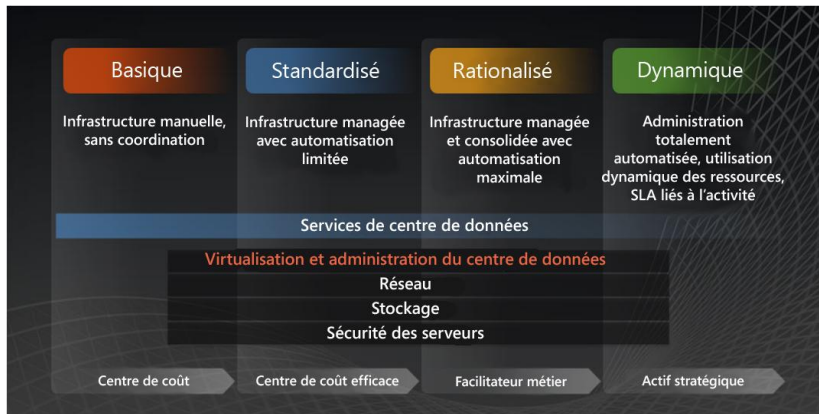 Basique
Standardisé
Rationalisé
Dynamique
Infrastructure manuelle,
sans coordination
Infrastructure managée
avec automatisation
limitée
Infrastructure managée
et consolidée avec
automatisation
maximale
Administration
totalement
automatisée, utilisation
dynamique des ressources,
SLA liés à l'activité
Services de centre de données
Virtualisation et administration du centre de données
Réseau
Stockage
Sécurité des serveurs
Centre de coût
Centre de coût efficace
Facilitateur métier
Actif stratégique